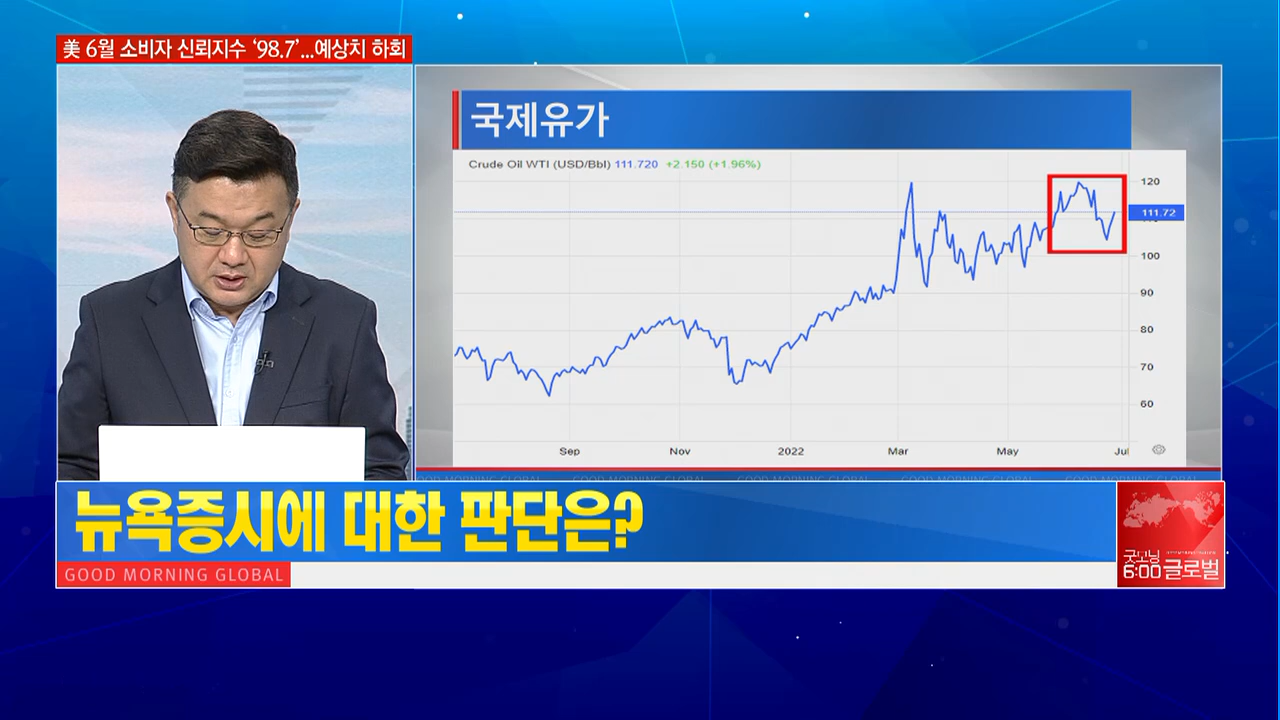 美 6월 소비자 신뢰지수 ‘98.7’...예상치 하회
국제유가
Crude Oil WTI (USD/Bbl) 111.720 +2.150 (+1.96%)
120
111.72
100
90
80
70
60
Sep Nov 2022 Mar May Jul
뉴욕증시에 대한 판단은?
GOOD MORNING GLOBAL
굿모닝
6:00 글로벌